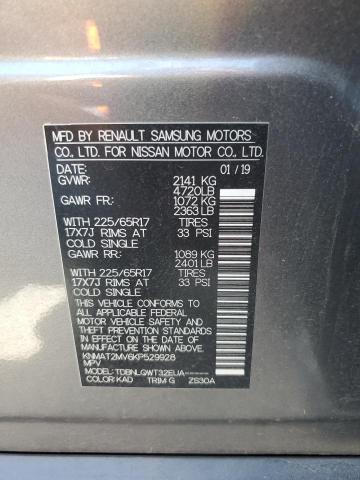 MFD BY RENAULT SAMSUNG MOTORS
CO., LTD. FOR NISSAN MOTOR CO., LTD.
DATE: 01 / 19
GVWR: 2141 KG
4720LB
GAWR FR: 1072 KG
2363LB
WITH 225/65R17 TIRES
17X7J RIMS AT 33 PSI
COLD SINGLE
GAWR RR: 1089 KG
2401LB
WITH 225/65R17 TIRES
17X7J RIMS AT 33 PSI
COLD SINGLE
THIS VEHICLE CONFORMS TO
ALL APPLICABLE FEDERAL
MOTOR VEHICLE SAFETY,
BUMPER, AND THEFT PREVENTION
STANDARDS IN EFFECT ON THE
DATE OF MANUFACTURE
SHOWN ABOVE.
KNMAT2MV6KP529928
MPV
MODEL: TDBNLQWT32EUA-----
COLOR: KAD TRIM: G ZS30A